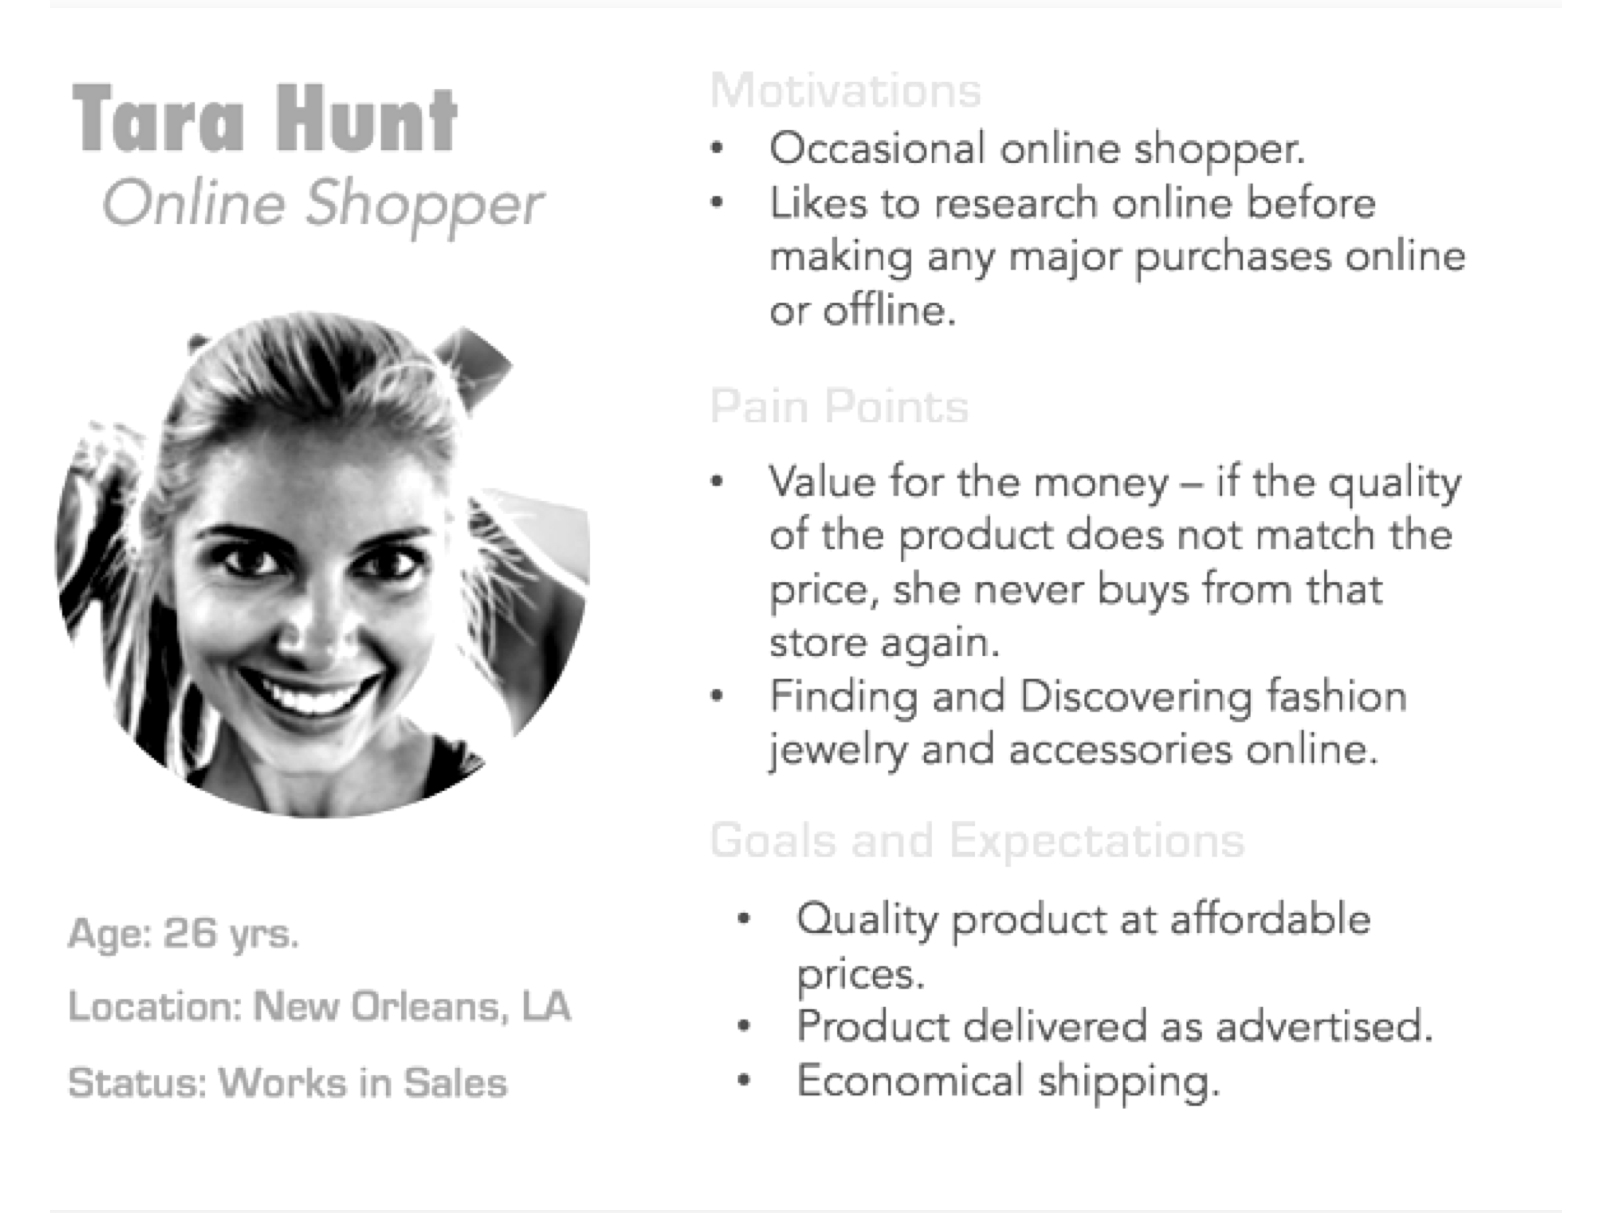 Tara Hunt
Online Shopper
Age: 26 yrs.
Location: New Orleans, LA
Status: Works in Sales
Motivations
• Occasional online shopper.
• Likes to research online before
making any major purchases online
or offline.
Pain Points
• Value for the money – if the quality
of the product does not match the
price, she never buys from that
store again.
• Finding and Discovering fashion
jewelry and accessories online.
Goals and Expectations
• Quality product at affordable
prices.
• Product delivered as advertised.
• Economical shipping.